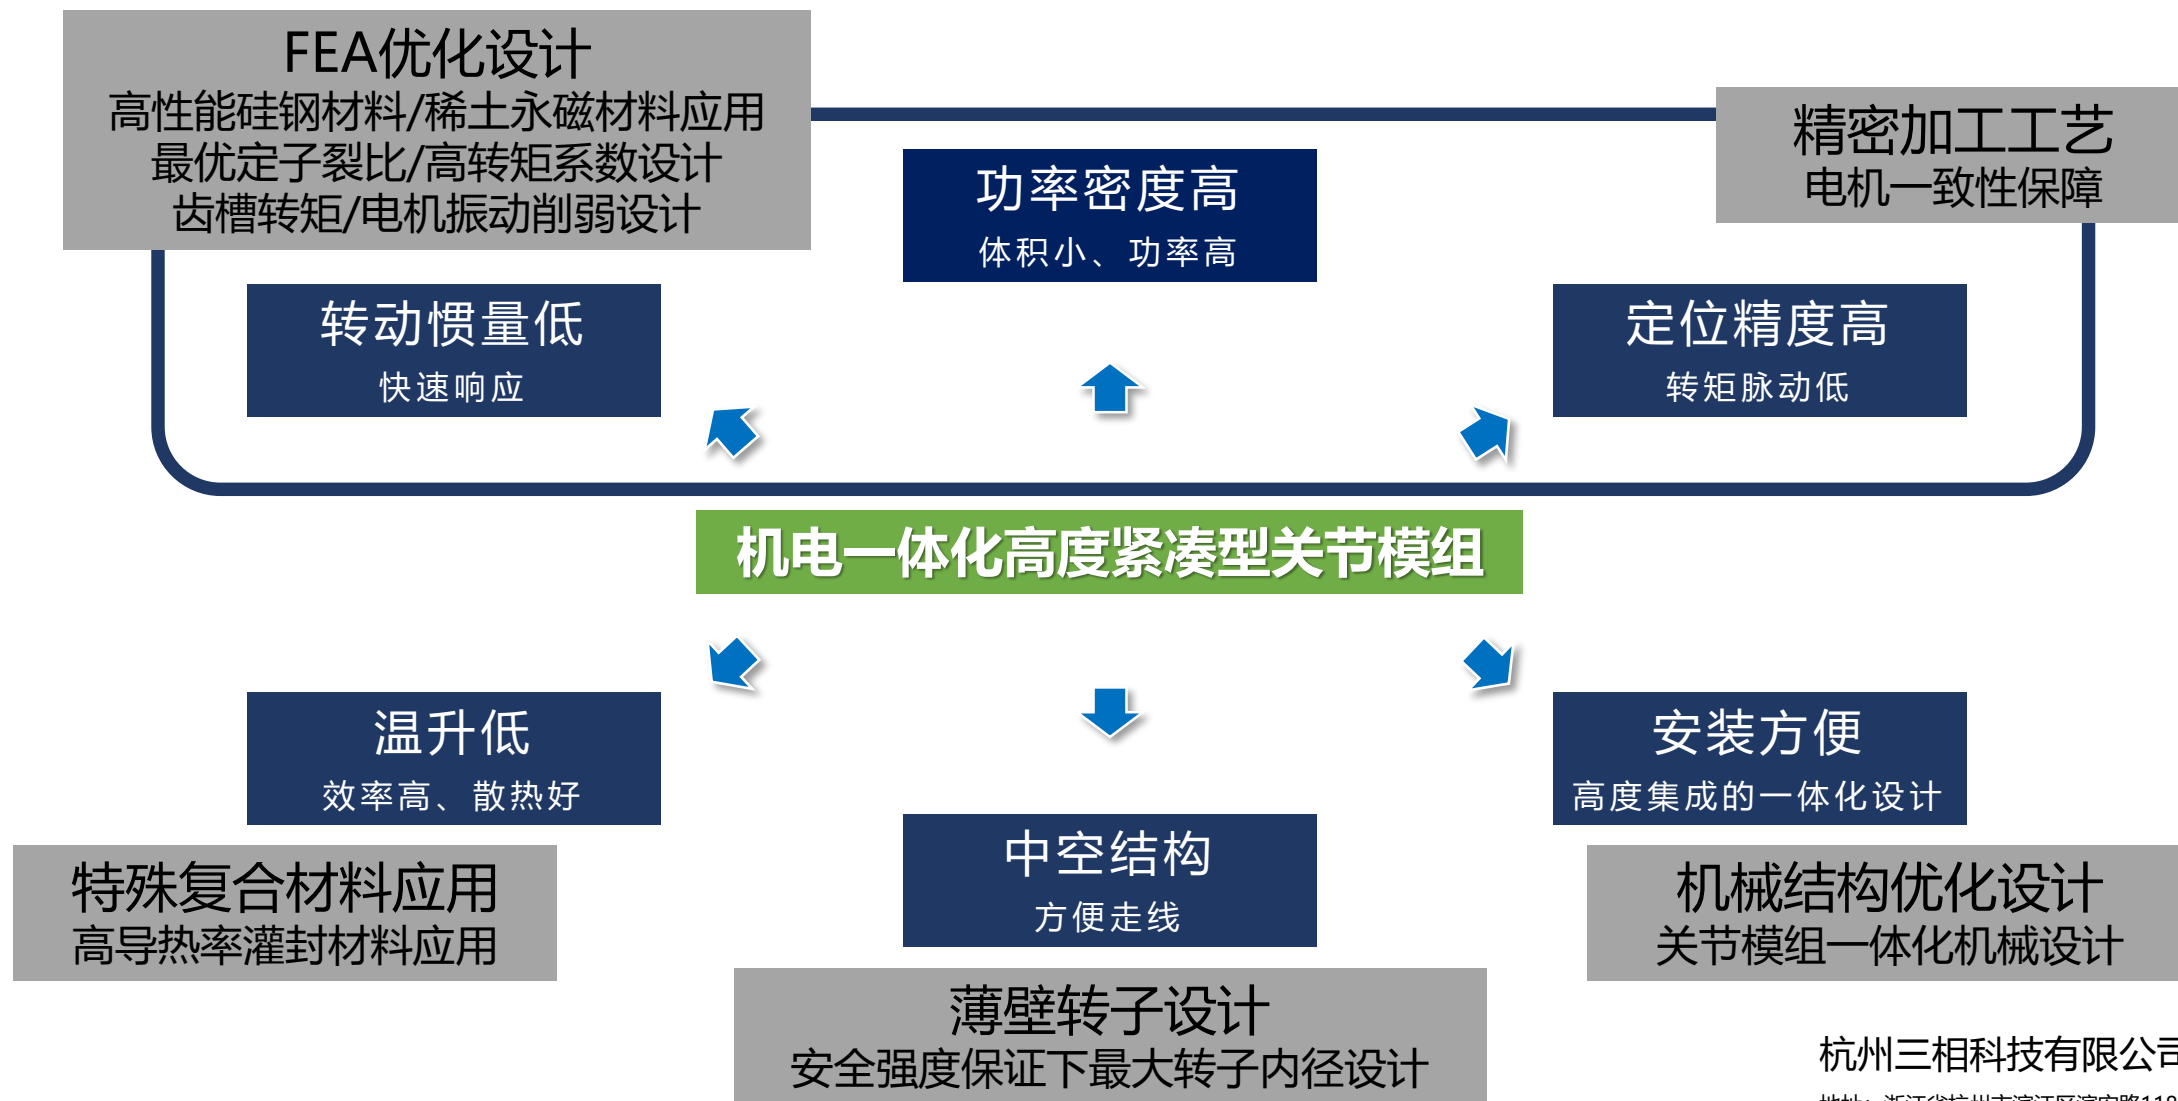 FEA优化设计
高性能硅钢材料/稀土永磁材料应用
最优定子裂比/高转矩系数设计
齿槽转矩/电机振动削弱设计
精密加工工艺
电机一致性保障
功率密度高
体积小、功率高
转动惯量低
快速响应
定位精度高
转矩脉动低
机电一体化高度紧凑型关节模组
温升低
效率高、散热好
安装方便
高度集成的一体化设计
中空结构
方便走线
特殊复合材料应用
高导热率灌封材料应用
机械结构优化设计
关节模组一体化机械设计
薄壁转子设计
安全强度保证下最大转子内径设计
杭州三相科技有限公司